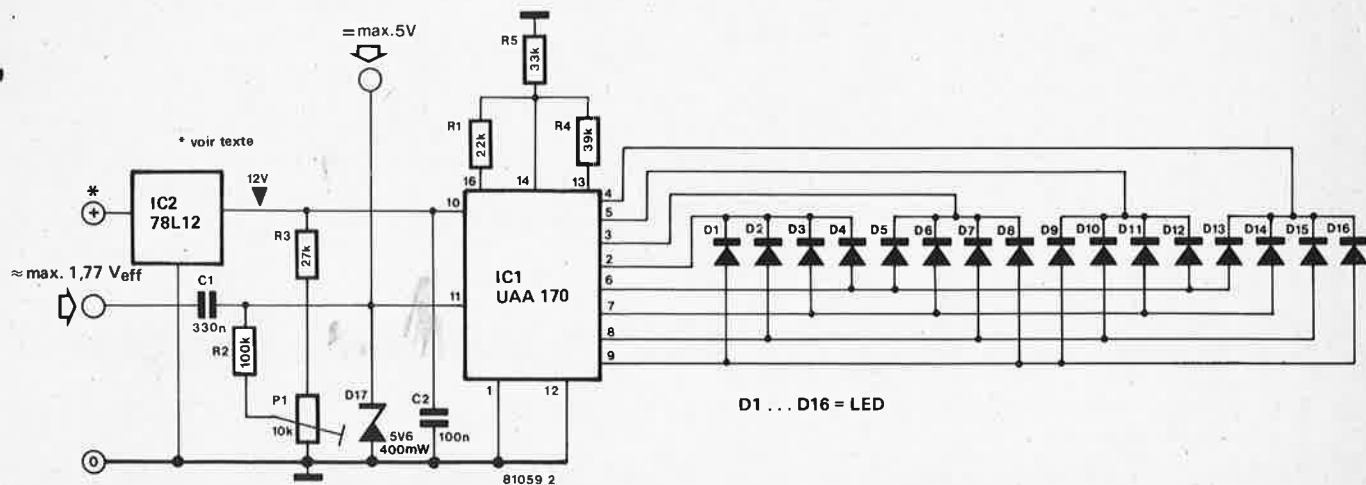 = max. 5V
R5
33k
R1
22k
R4
39k
* voir texte
*
+
IC2
78L12
12V
16
14
13
10
11
1
12
4
5
3
2
6
7
8
9
IC1
UAA 170
R3
27k
≈ max. 1,77 Veff
C1
330n
R2
100k
P1
10k
D17
5V6
400mW
C2
100n
0
D1
D2
D3
D4
D5
D6
D7
D8
D9
D10
D11
D12
D13
D14
D15
D16
D1 . . . D16 = LED
81059 2